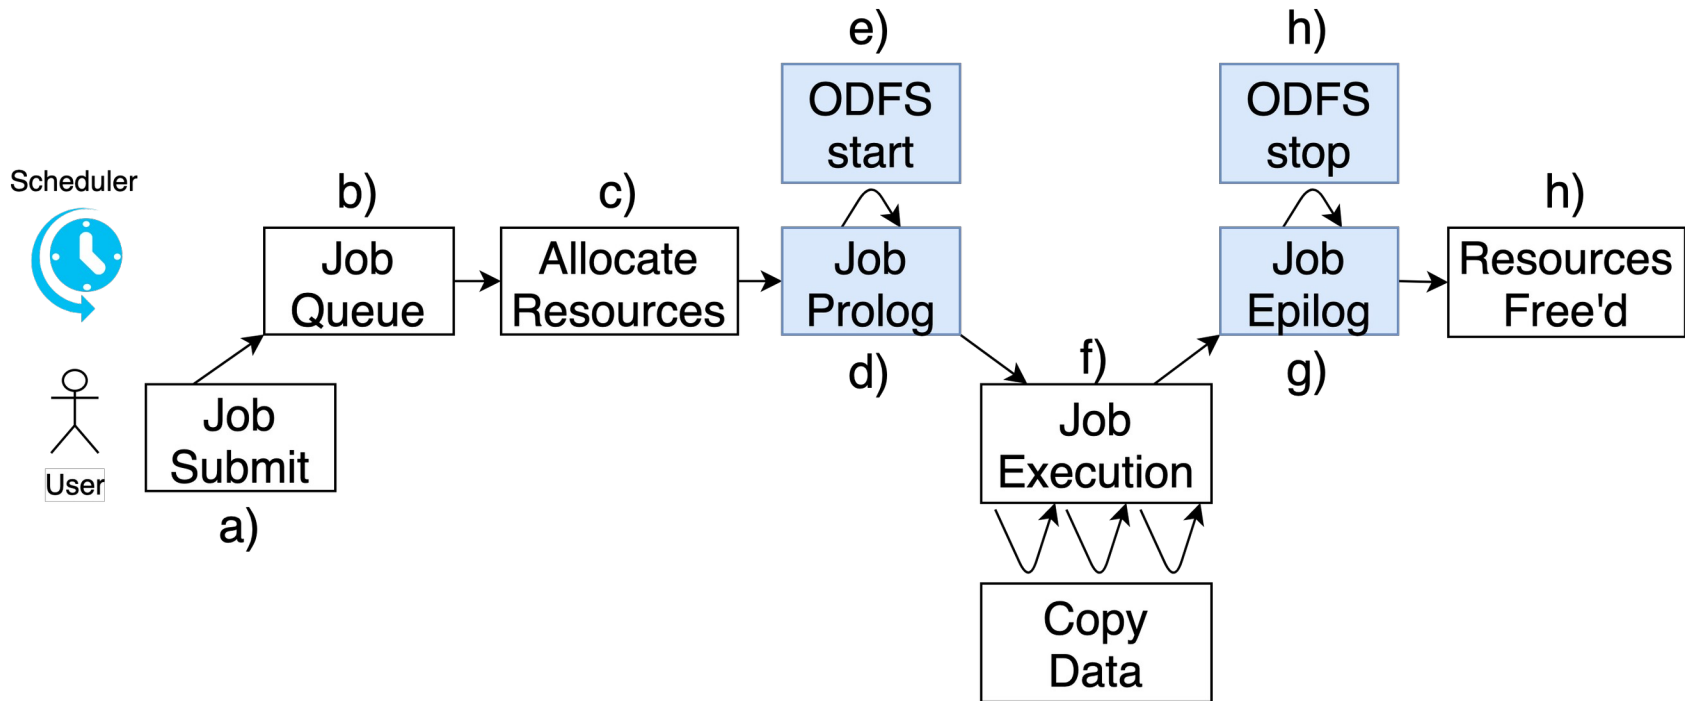 e)
h)
ODFS
start
ODFS
stop
Scheduler
b)
c)
h)
Job
Queue
Allocate
Resources
Job
Prolog
Job
Epilog
Resources
Free'd
d)
f)
g)
User
Job
Submit
a)
Job
Execution
Copy
Data